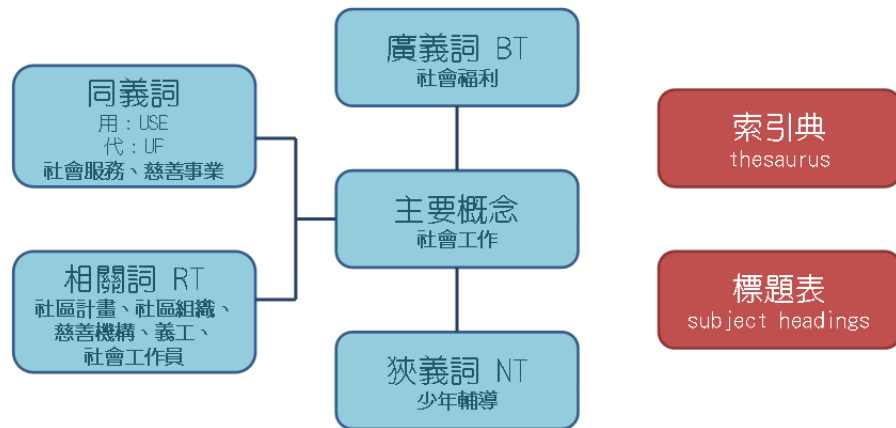 廣義詞 BT
社會福利
同義詞
用：USE
代：UF
社會服務、慈善事業
主要概念
社會工作
相關詞 RT
社區計畫、社區組織、
慈善機構、義工、
社會工作員
狹義詞 NT
少年輔導
索引典
thesaurus
標題表
subject headings